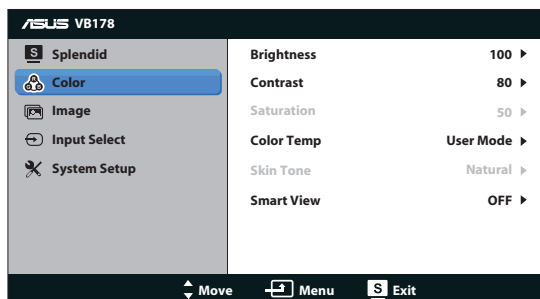 ASUS VB178
S Splendid
Color
Image
Input Select
System Setup
Brightness 100
Contrast 80
Saturation 50
Color Temp User Mode
Skin Tone Natural
Smart View OFF
Move Menu S Exit